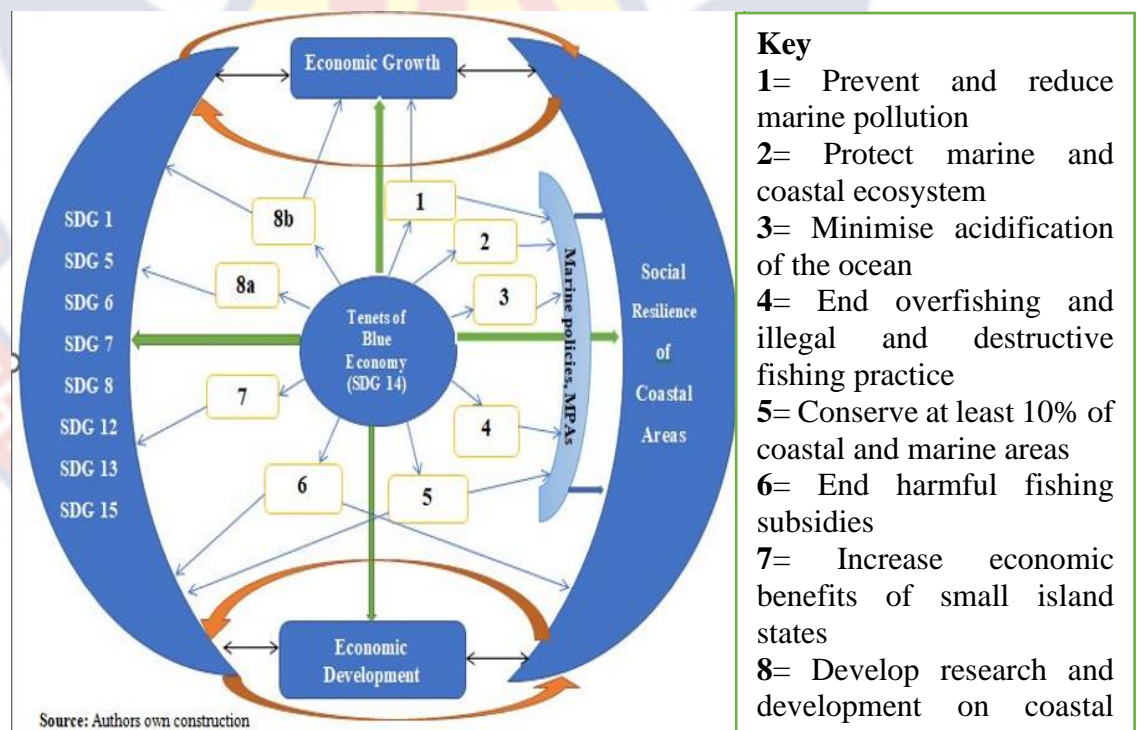 Economic Growth
1
8b
2
SDG 1
SDG 5
SDG 6
SDG 7
SDG 8
SDG 12
SDG 13
SDG 15
8a
3
Tenets of
Blue
Economy
(SDG 14)
Marine policies, MPAs
Social
Resilience
of
Coastal
Areas
7
4
6
5
Economic
Development
Source: Authors own construction
Key
1= Prevent and reduce
marine pollution
2= Protect marine and
coastal ecosystem
3= Minimise acidification
of the ocean
4= End overfishing and
illegal and destructive
fishing practice
5= Conserve at least 10% of
coastal and marine areas
6= End harmful fishing
subsidies
7= Increase economic
benefits of small island
states
8= Develop research and
development on coastal